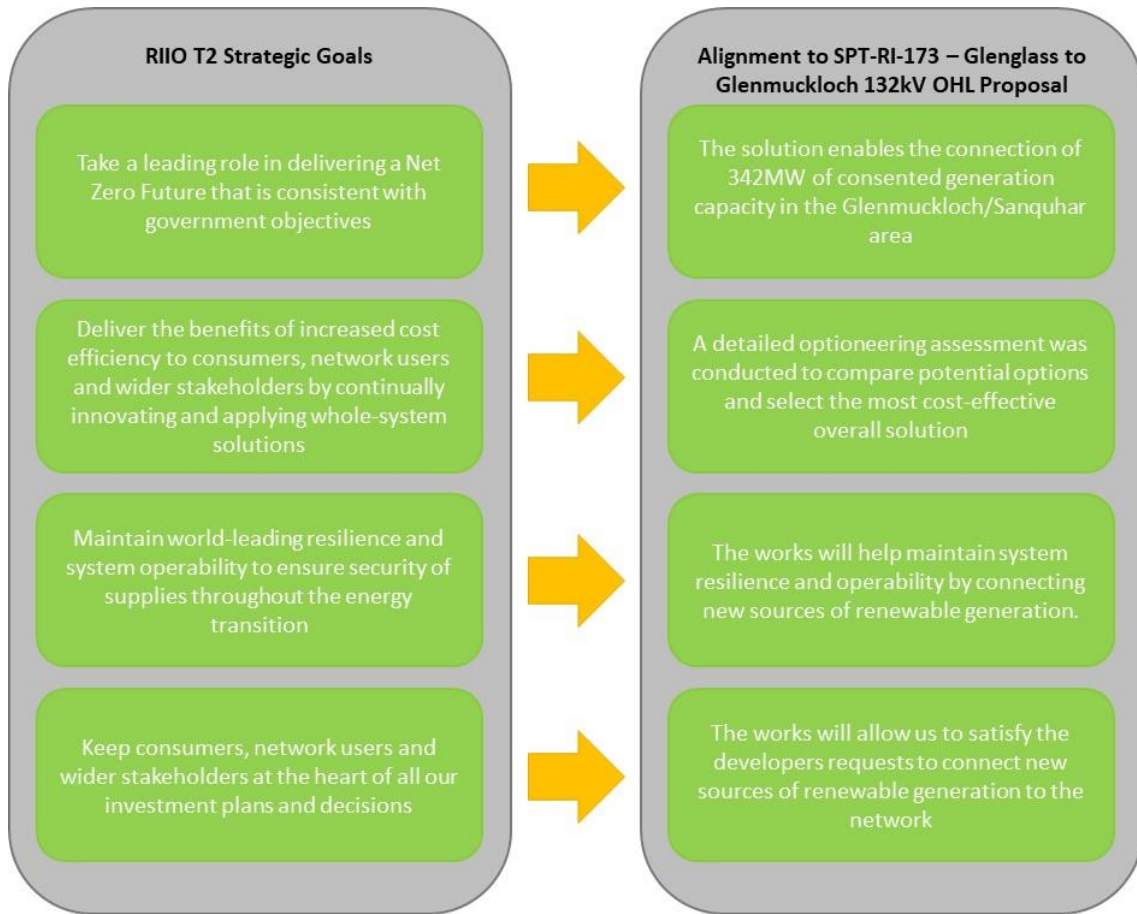 RIIO T2 Strategic Goals
Take a leading role in delivering a Net
Zero Future that is consistent with
government objectives
Deliver the benefits of increased cost
efficiency to consumers, network users
and wider stakeholders by continually
innovating and applying whole-system
solutions
Maintain world-leading resilience and
system operability to ensure security of
supplies throughout the energy
transition
Keep consumers, network users and
wider stakeholders at the heart of all our
investment plans and decisions
Alignment to SPT-RI-173 – Glenglass to
Glenmuckloch 132kV OHL Proposal
The solution enables the connection of
342MW of consented generation
capacity in the Glenmuckloch/Sanquhar
area
A detailed optioneering assessment was
conducted to compare potential options
and select the most cost-effective
overall solution
The works will help maintain system
resilience and operability by connecting
new sources of renewable generation.
The works will allow us to satisfy the
developers requests to connect new
sources of renewable generation to the
network